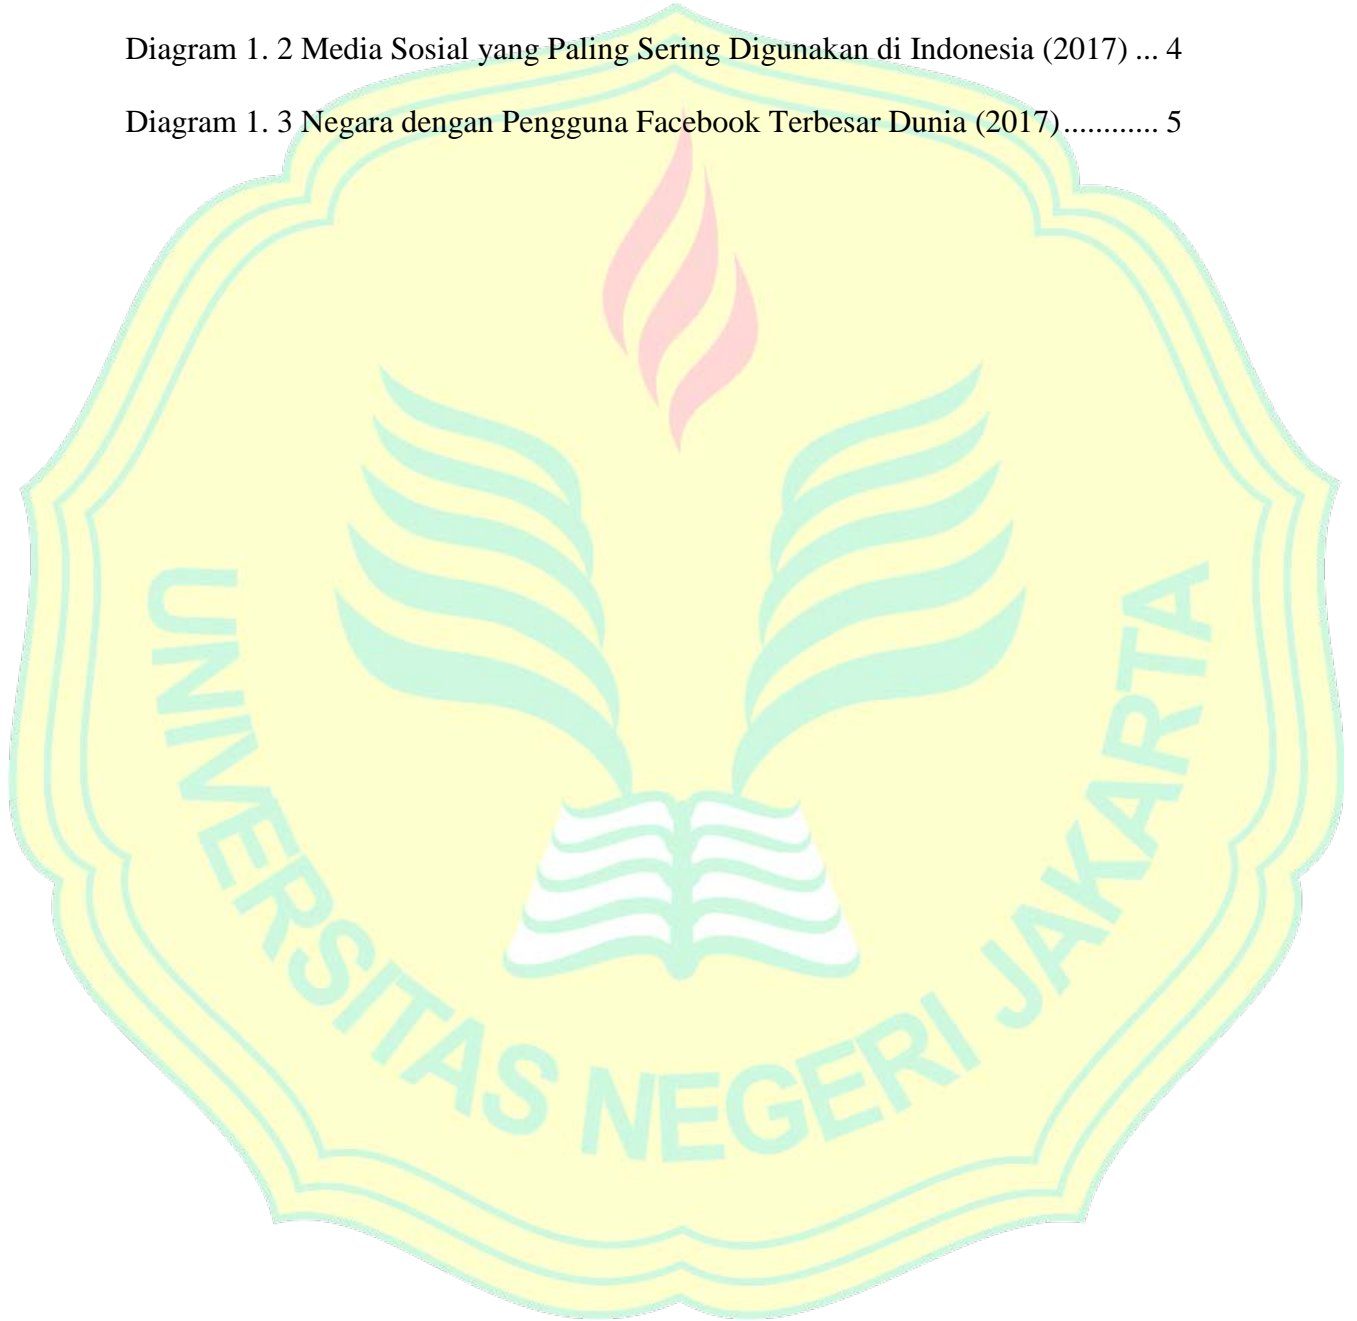 Diagram 1. 2 Media Sosial yang Paling Sering Digunakan di Indonesia (2017) ... 4
Diagram 1. 3 Negara dengan Pengguna Facebook Terbesar Dunia (2017)............ 5
UNIVERSITAS NEGERI JAKARTA